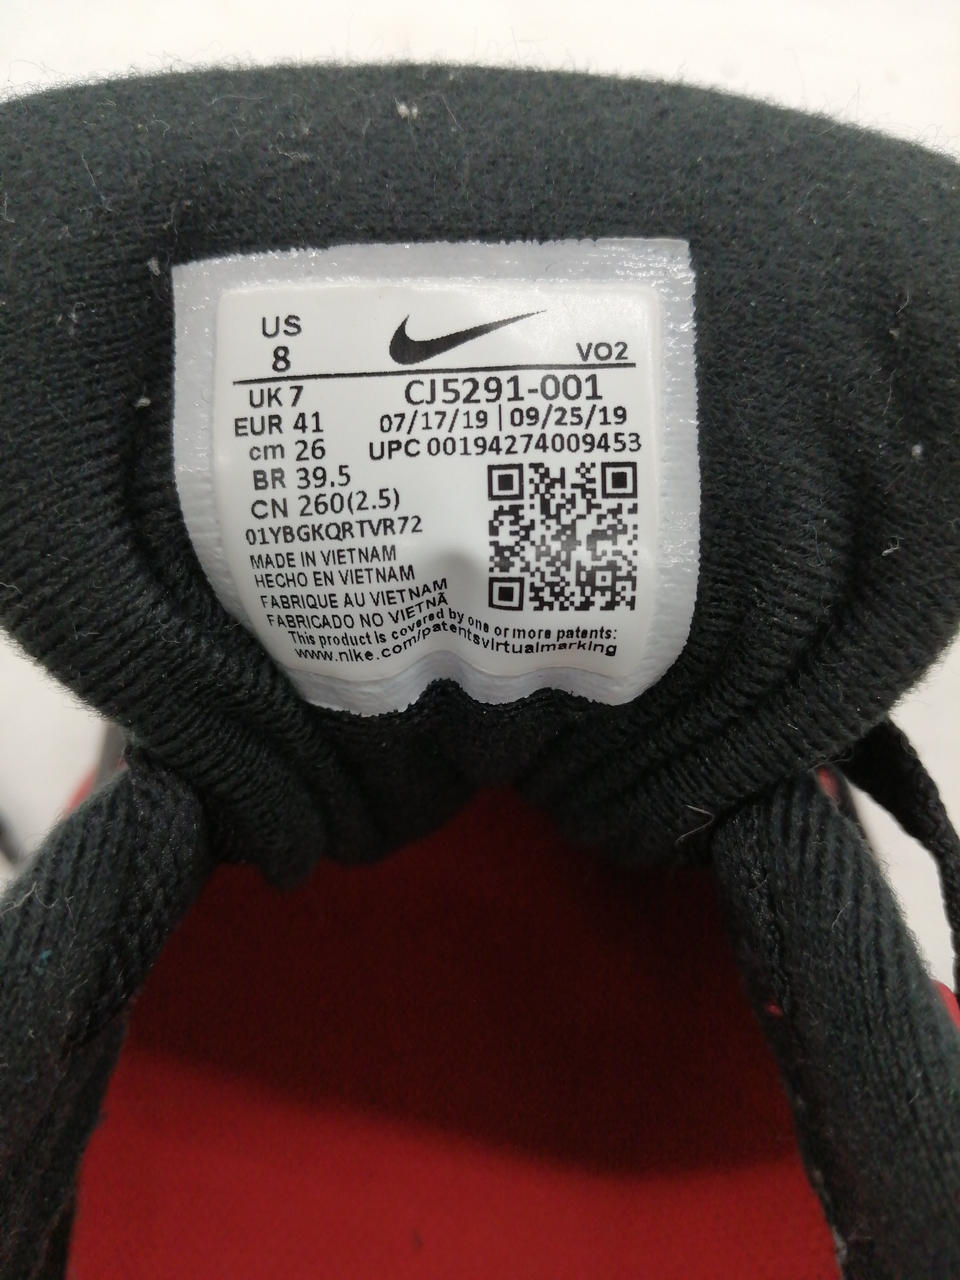 US
8
VO2
UK 7
CJ5291-001
EUR 41
07/17/19 | 09/25/19
cm 26
UPC 00194274009453
BR 39.5
CN 260(2.5)
01YBGKQRTVR72
MADE IN VIETNAM
HECHO EN VIETNAM
FABRIQUE AU VIETNAM
FABRICADO NO VIETNÃ
This product is covered by one or more patents:
www.nike.com/patentsvirtualmarking